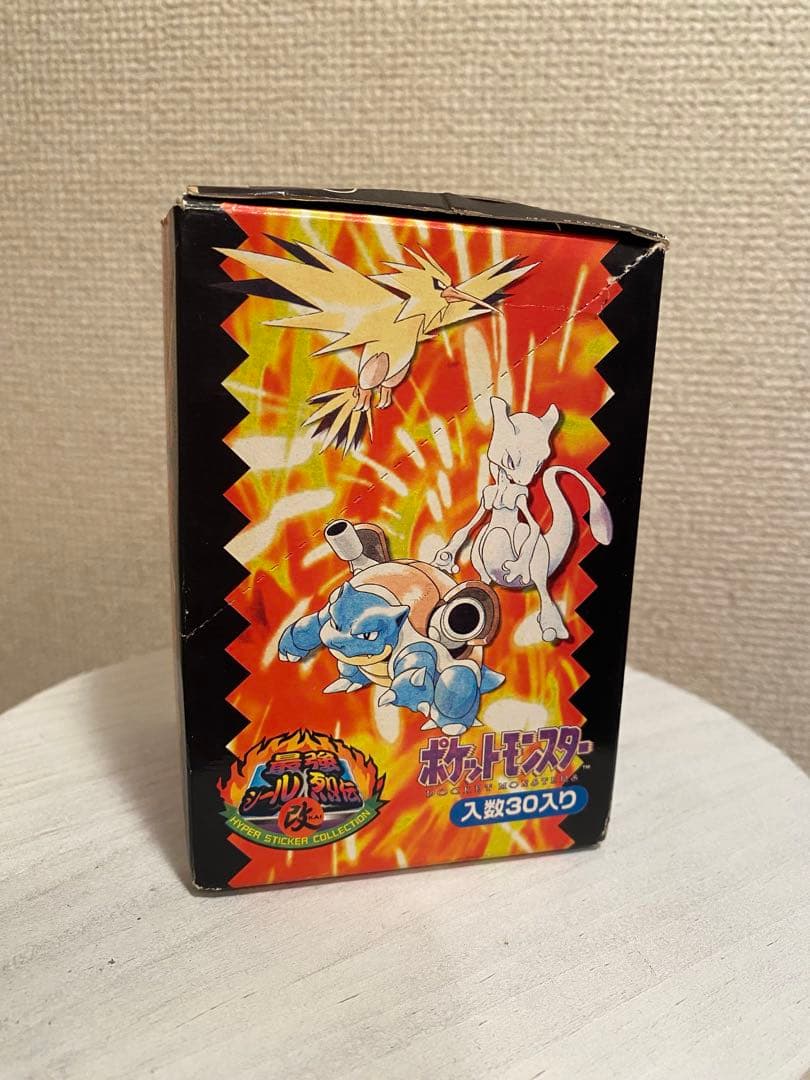 ポケットモンスター
POCKET MONSTERS
TM
入数30入り
最強
シール烈伝
改
KAI
HYPER STICKER COLLECTION